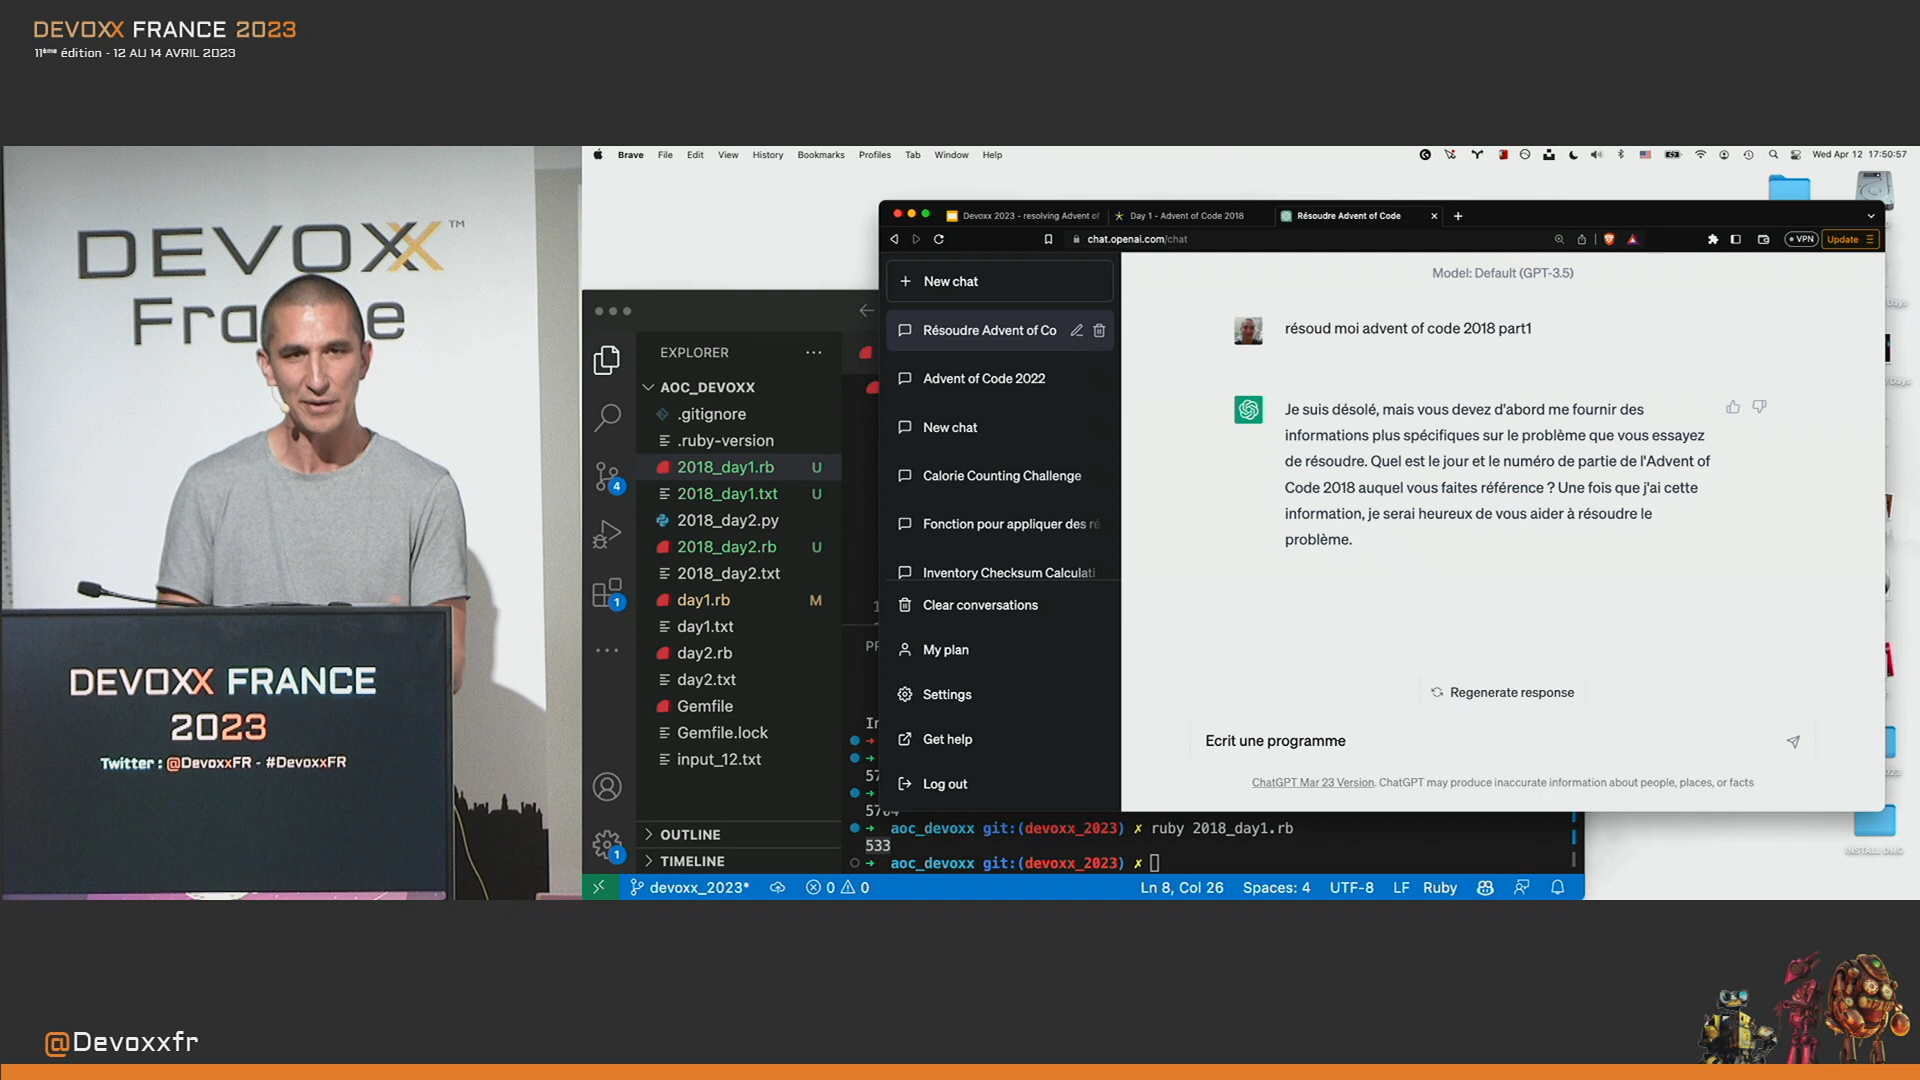 DEVOXX FRANCE 2023
11ème édition - 12 AU 14 AVRIL 2023
DEVOXX™
France
DEVOXX FRANCE
2023
Twitter : @DevoxxFR - #DevoxxFR
Brave File Edit View History Bookmarks Profiles Tab Window Help
Wed Apr 12 17:50:57
Devoxx 2023 - resolving Advent of
Day 1 - Advent of Code 2018
Résoudre Advent of Code
chat.openai.com/chat
VPN
Update
EXPLORER
AOC_DEVOXX
.gitignore
.ruby-version
2018_day1.rb U
2018_day1.txt U
2018_day2.py
2018_day2.rb U
2018_day2.txt
day1.rb M
day1.txt
day2.rb
day2.txt
Gemfile
Gemfile.lock
input_12.txt
OUTLINE
TIMELINE
4
1
1
New chat
Résoudre Advent of Co
Advent of Code 2022
New chat
Calorie Counting Challenge
Fonction pour appliquer des ré
Inventory Checksum Calculati
Clear conversations
My plan
Settings
Get help
Log out
Model: Default (GPT-3.5)
résoud moi advent of code 2018 part1
Je suis désolé, mais vous devez d'abord me fournir des
informations plus spécifiques sur le problème que vous essayez
de résoudre. Quel est le jour et le numéro de partie de l'Advent of
Code 2018 auquel vous faites référence ? Une fois que j'ai cette
information, je serai heureux de vous aider à résoudre le
problème.
Regenerate response
Ecrit une programme
ChatGPT Mar 23 Version. ChatGPT may produce inaccurate information about people, places, or facts
aoc_devoxx git:(devoxx_2023) ✗ ruby 2018_day1.rb
533
aoc_devoxx git:(devoxx_2023) ✗
devoxx_2023* 0 0
Ln 8, Col 26 Spaces: 4 UTF-8 LF Ruby
INSTALL DMG
@Devoxxfr